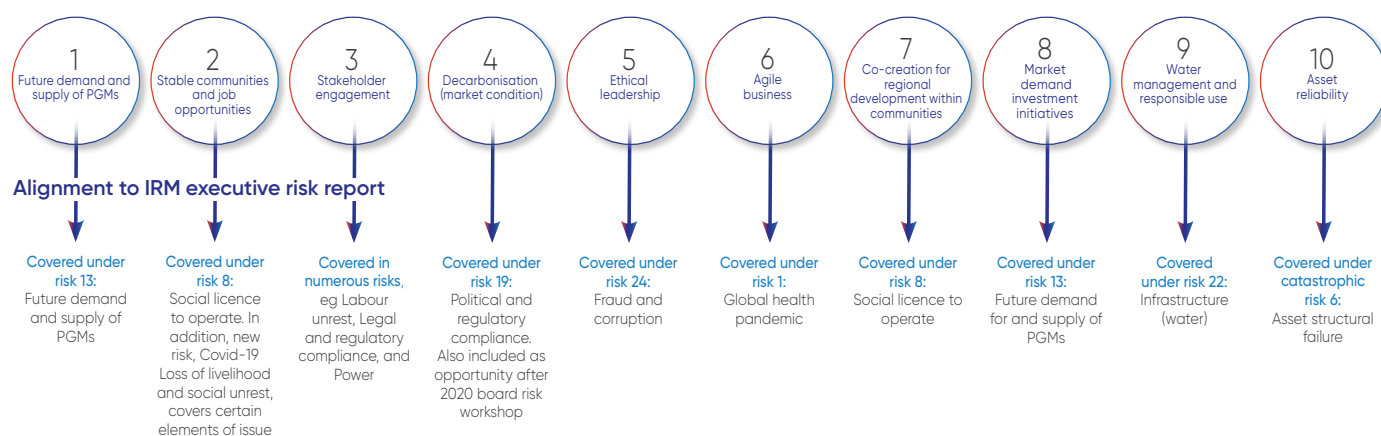 1
Future demand and
supply of PGMs
2
Stable communities
and job
opportunities
3
Stakeholder
engagement
4
Decarbonisation
(market condition)
5
Ethical
leadership
6
Agile
business
7
Co-creation for
regional
development within
communities
8
Market
demand
investment
initiatives
9
Water
management and
responsible use
10
Asset
reliability
Alignment to IRM executive risk report
Covered under
risk 13:
Future demand
and supply of
PGMs
Covered under
risk 8:
Social licence
to operate. In
addition, new
risk, Covid-19
Loss of livelihood
and social unrest,
covers certain
elements of issue
Covered in
numerous risks,
eg Labour
unrest, Legal
and regulatory
compliance, and
Power
Covered under
risk 19:
Political and
regulatory
compliance.
Also included as
opportunity after
2020 board risk
workshop
Covered under
risk 24:
Fraud and
corruption
Covered under
risk 1:
Global health
pandemic
Covered under
risk 8:
Social licence to
operate
Covered under
risk 13:
Future demand
for and supply of
PGMs
Covered
under risk 22:
Infrastructure
(water)
Covered under
catastrophic
risk 6:
Asset structural
failure